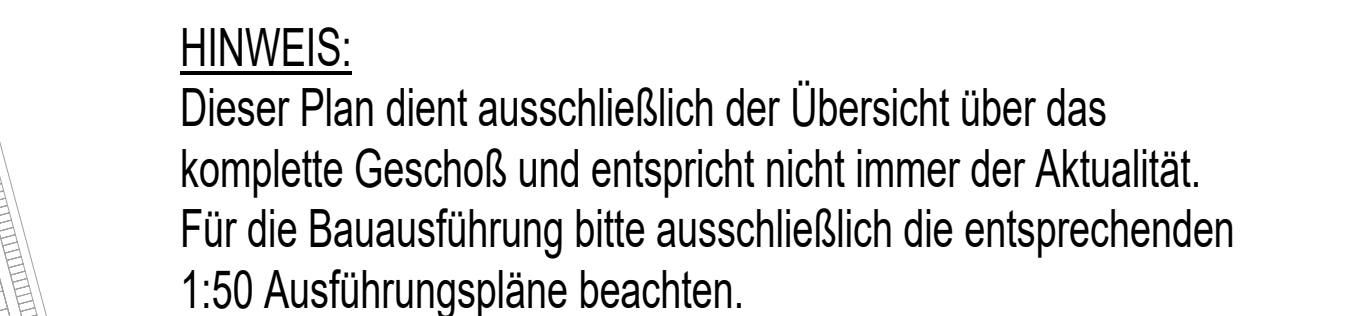 HINWEIS:
Dieser Plan dient ausschließlich der Übersicht über das
komplette Geschoß und entspricht nicht immer der Aktualität.
Für die Bauausführung bitte ausschließlich die entsprechenden
1:50 Ausführungspläne beachten.